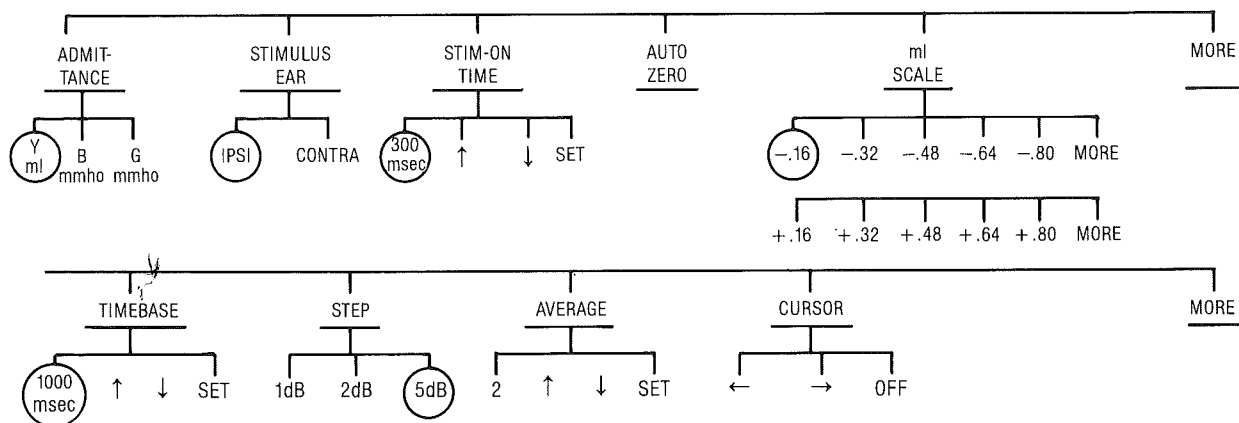 ADMIT-
TANCE
STIMULUS
EAR
STIM-ON
TIME
AUTO
ZERO
ml
SCALE
MORE
Y
ml
B
mmho
G
mmho
IPSI
CONTRA
300
msec
↑
↓
SET
−.16
−.32
−.48
−.64
−.80
MORE
+.16
+.32
+.48
+.64
+.80
MORE
TIMEBASE
STEP
AVERAGE
CURSOR
MORE
1000
msec
↑
↓
SET
1dB
2dB
5dB
2
↑
↓
SET
←
→
OFF